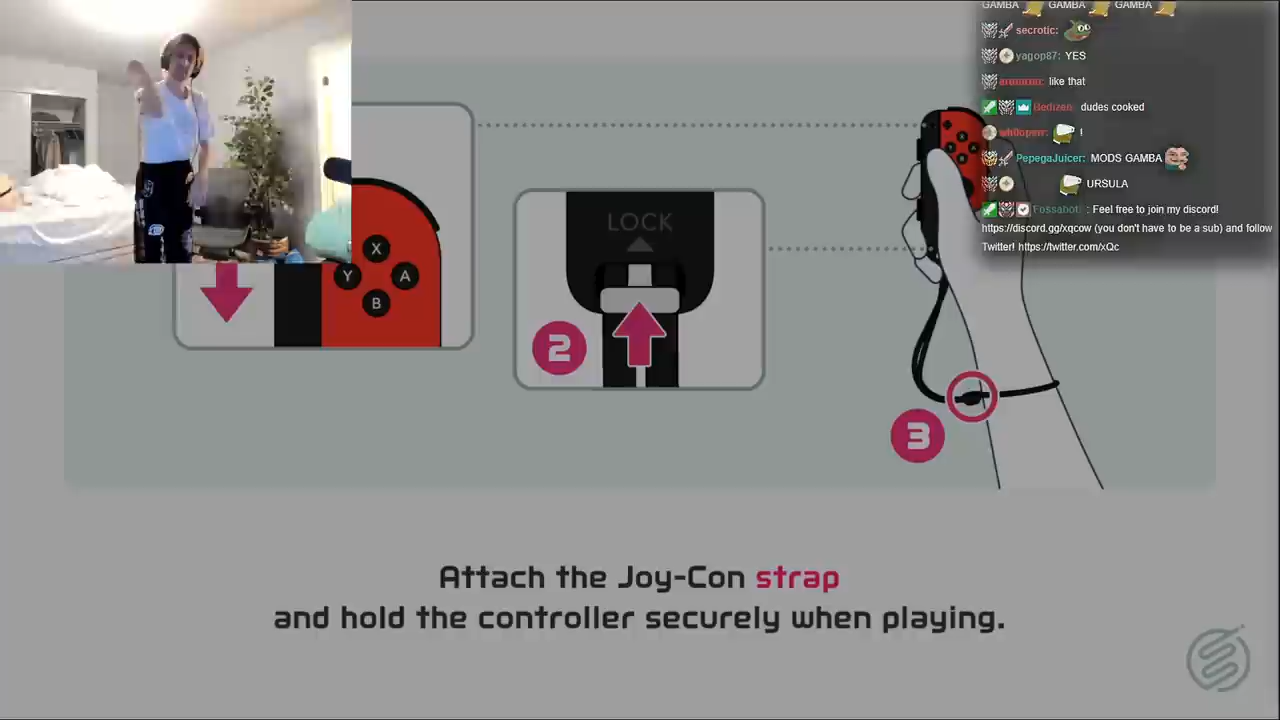 GAMBA GAMBA GAMBA
secrotic:
yagop87: YES
like that
Bedizen: dudes cooked
!
PepegaJuicer: MODS GAMBA
URSULA
Fossabot: : Feel free to join my discord!
https://discord.gg/xqcow (you don't have to be a sub) and follow
Twitter! https://twitter.com/xQc
X
Y
A
B
LOCK
2
3
Attach the Joy-Con strap
and hold the controller securely when playing.